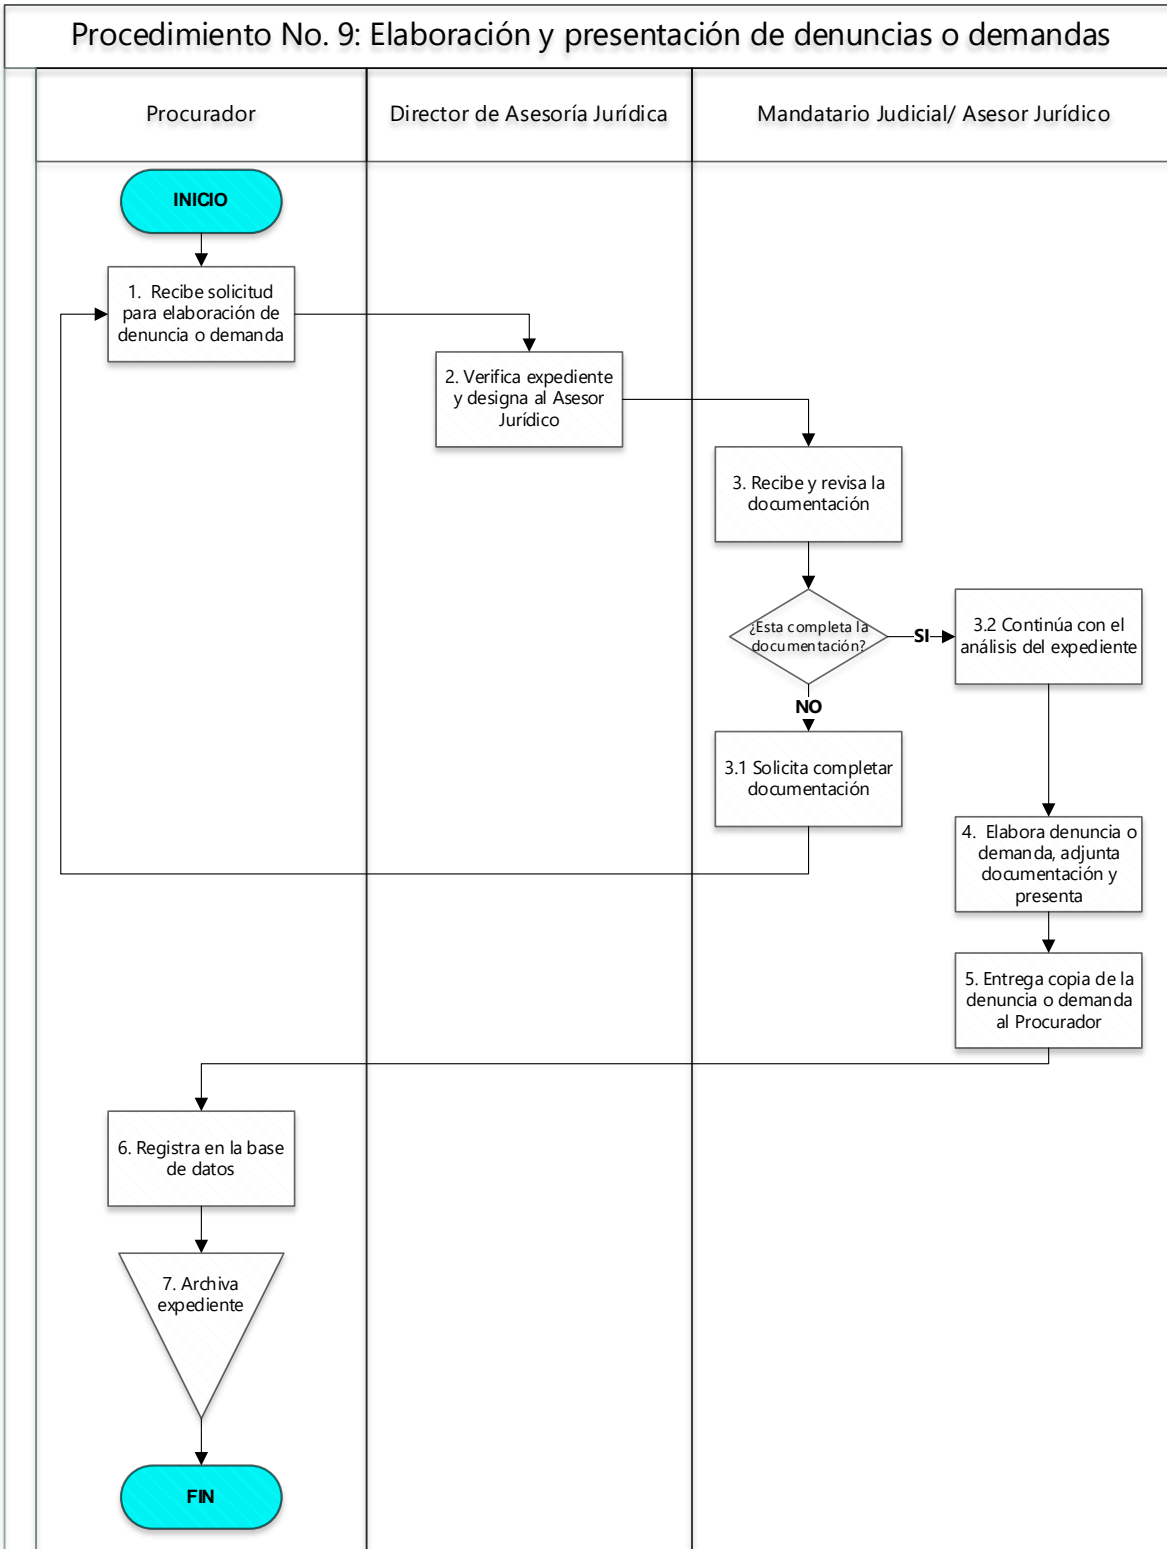 Procedimiento No. 9: Elaboración y presentación de denuncias o demandas
Procurador
Director de Asesoría Jurídica
Mandatario Judicial/ Asesor Jurídico
INICIO
1. Recibe solicitud
para elaboración de
denuncia o demanda
2. Verifica expediente
y designa al Asesor
Jurídico
3. Recibe y revisa la
documentación
¿Esta completa la
documentación?
SI
3.2 Continúa con el
análisis del expediente
NO
3.1 Solicita completar
documentación
4. Elabora denuncia o
demanda, adjunta
documentación y
presenta
5. Entrega copia de la
denuncia o demanda
al Procurador
6. Registra en la base
de datos
7. Archiva
expediente
FIN